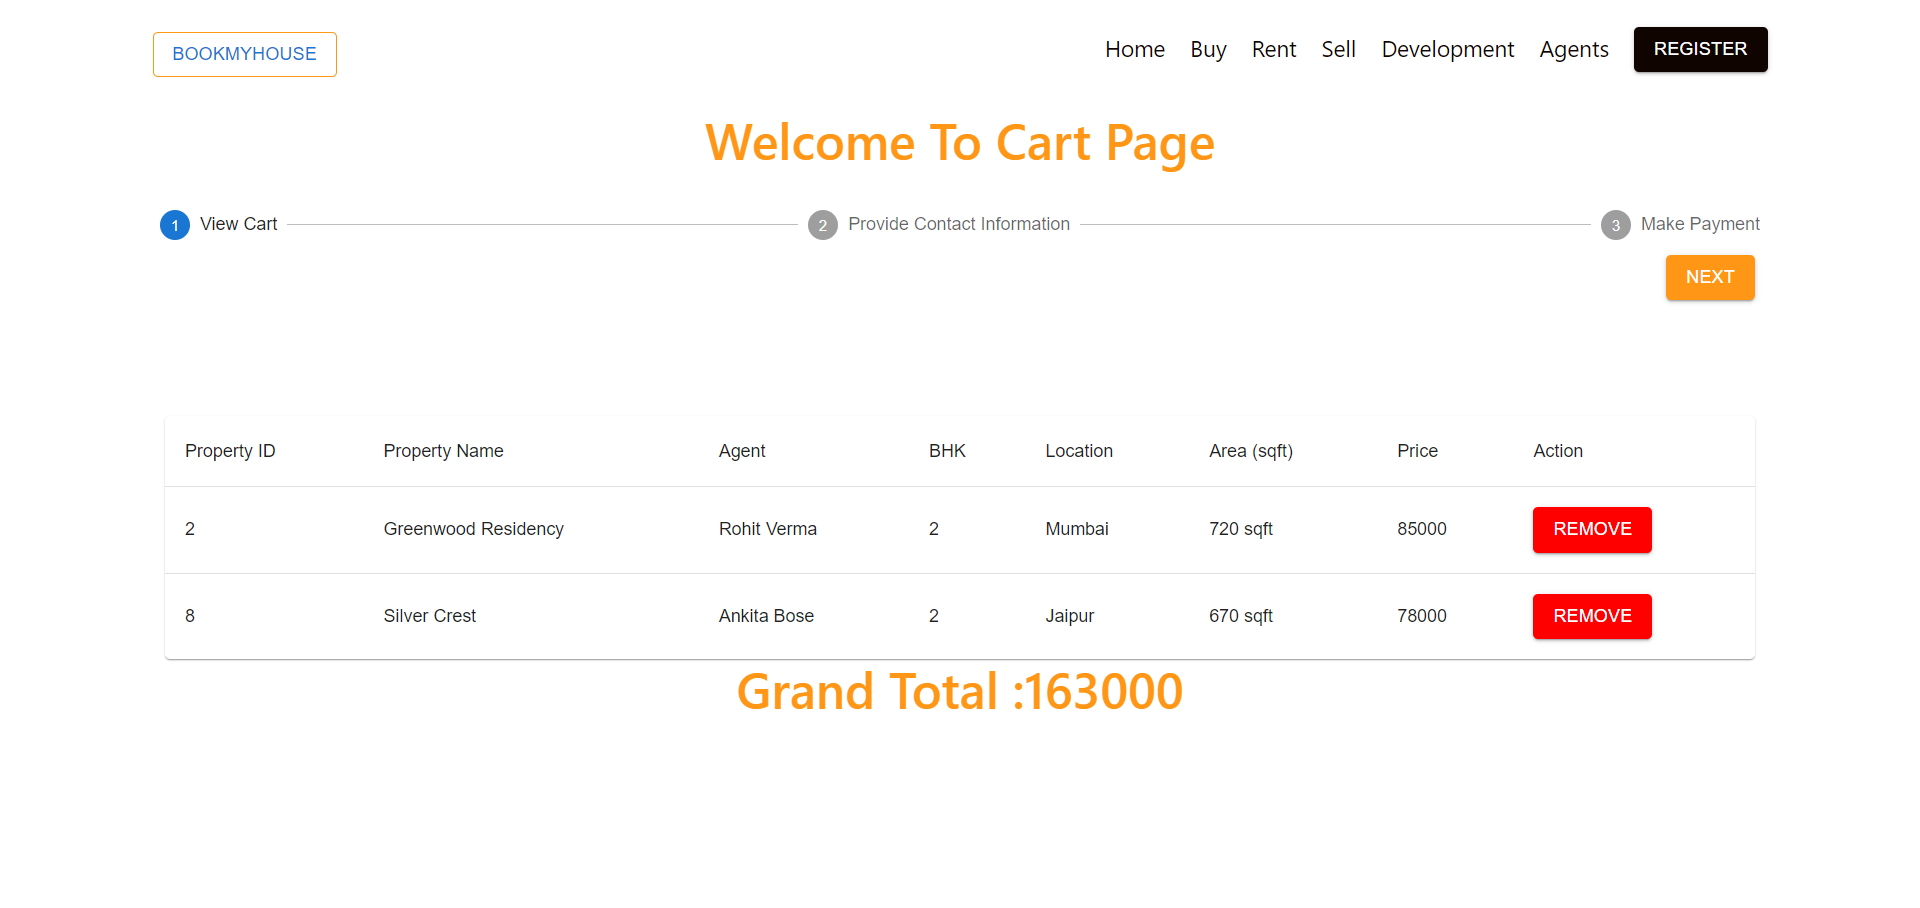 BOOKMYHOUSE Home Buy Rent Sell Development Agents REGISTER
Welcome To Cart Page
1 View Cart 2 Provide Contact Information 3 Make Payment
NEXT
Property ID Property Name Agent BHK Location Area (sqft) Price Action
2 Greenwood Residency Rohit Verma 2 Mumbai 720 sqft 85000 REMOVE
8 Silver Crest Ankita Bose 2 Jaipur 670 sqft 78000 REMOVE
Grand Total :163000